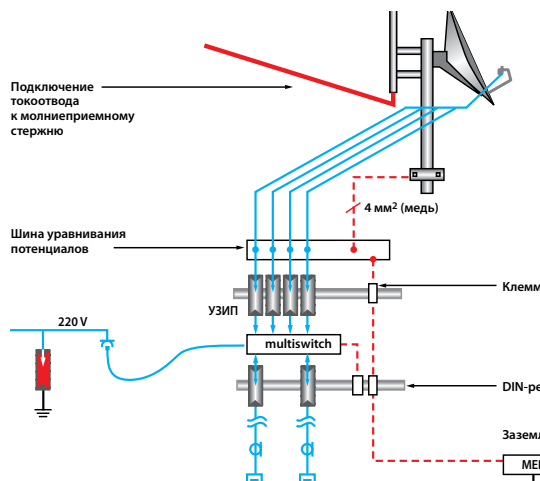 Подключение
токоотвода
к молниеприемному
стержню
4 мм² (медь)
Шина уравнивания
потенциалов
УЗИП
220 V
multiswitch